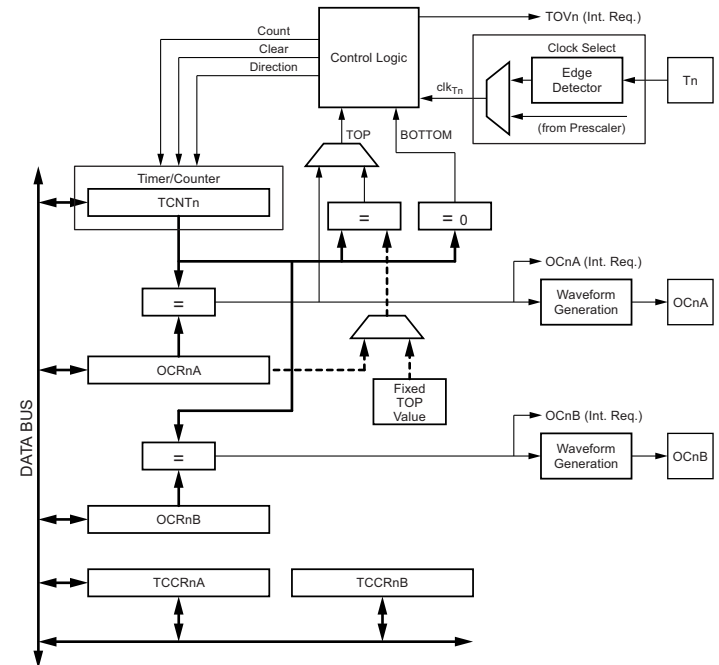 TOVn (Int. Req.)
Count
Clear
Direction
Control Logic
Clock Select
Edge
Detector
Tn
clkTn
(from Prescaler)
TOP
BOTTOM
Timer/Counter
TCNTn
=
= 0
OCnA (Int. Req.)
=
Waveform
Generation
OCnA
OCRnA
Fixed
TOP
Value
OCnB (Int. Req.)
=
Waveform
Generation
OCnB
DATA BUS
OCRnB
TCCRnA
TCCRnB